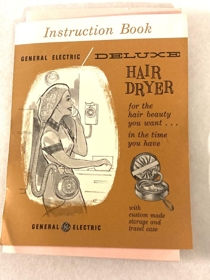 Instruction Book
GENERAL ELECTRIC / DELUXE
HAIR
DRYER
for the
hair beauty
you want . . .
in the time
you have
with
custom made
storage and
travel case
GENERAL GE ELECTRIC